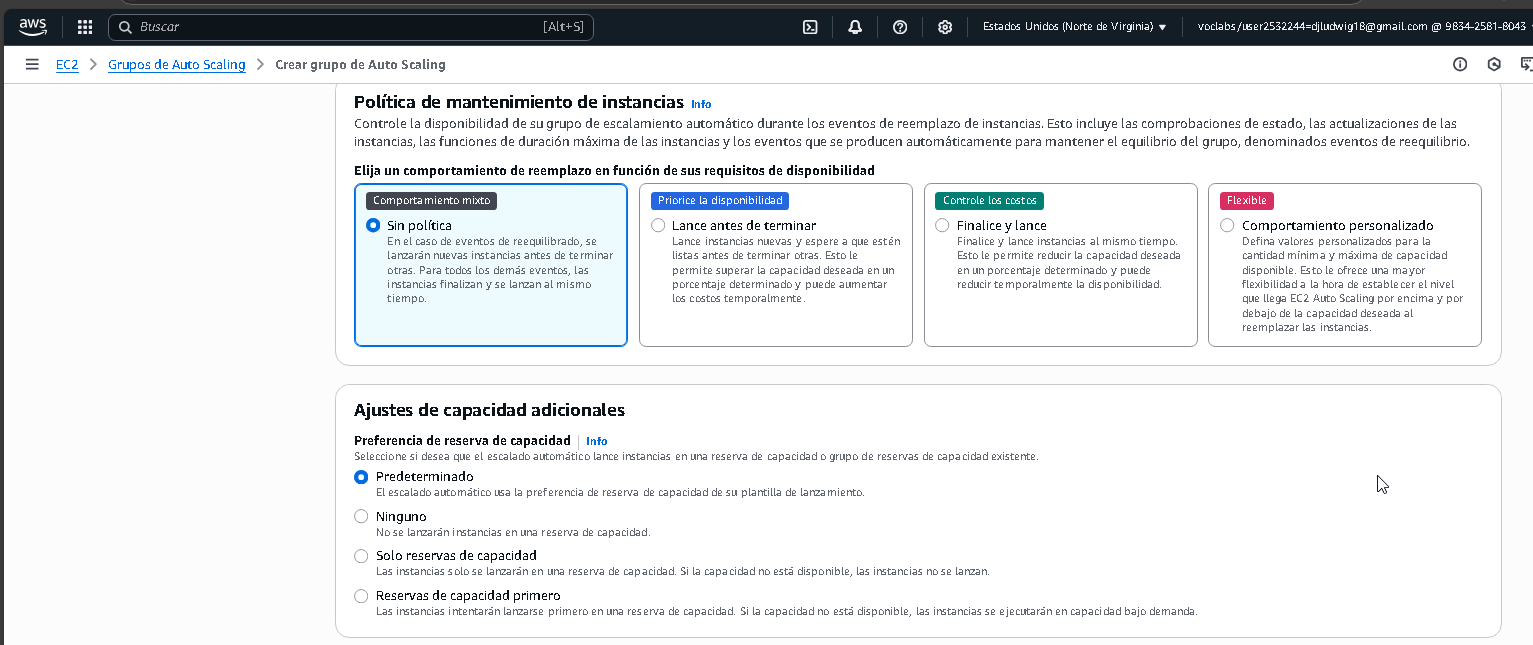 aws
Buscar [Alt+S] Estados Unidos (Norte de Virginia) voclabs/user2532244=djludwig18@gmail.com @ 9834-2581-8043
EC2 Grupos de Auto Scaling Crear grupo de Auto Scaling
Política de mantenimiento de instancias Info
Controle la disponibilidad de su grupo de escalamiento automático durante los eventos de reemplazo de instancias. Esto incluye las comprobaciones de estado, las actualizaciones de las
instancias, las funciones de duración máxima de las instancias y los eventos que se producen automáticamente para mantener el equilibrio del grupo, denominados eventos de reequilibrio.
Elija un comportamiento de reemplazo en función de sus requisitos de disponibilidad
Comportamiento mixto
Sin política
En el caso de eventos de reequilibrado, se
lanzarán nuevas instancias antes de terminar
otras. Para todos los demás eventos, las
instancias finalizan y se lanzan al mismo
tiempo.
Priorice la disponibilidad
Lance antes de terminar
Lance instancias nuevas y espere a que estén
listas antes de terminar otras. Esto le
permite superar la capacidad deseada en un
porcentaje determinado y puede aumentar
los costos temporalmente.
Controle los costos
Finalice y lance
Finalice y lance instancias al mismo tiempo.
Esto le permite reducir la capacidad deseada
en un porcentaje determinado y puede
reducir temporalmente la disponibilidad.
Flexible
Comportamiento personalizado
Defina valores personalizados para la
cantidad mínima y máxima de capacidad
disponible. Esto le ofrece una mayor
flexibilidad a la hora de establecer el nivel
que llega EC2 Auto Scaling por encima y por
debajo de la capacidad deseada al
reemplazar las instancias.
Ajustes de capacidad adicionales
Preferencia de reserva de capacidad Info
Seleccione si desea que el escalado automático lance instancias en una reserva de capacidad o grupo de reservas de capacidad existente.
Predeterminado
El escalado automático usa la preferencia de reserva de capacidad de su plantilla de lanzamiento.
Ninguno
No se lanzarán instancias en una reserva de capacidad.
Solo reservas de capacidad
Las instancias solo se lanzarán en una reserva de capacidad. Si la capacidad no está disponible, las instancias no se lanzan.
Reservas de capacidad primero
Las instancias intentarán lanzarse primero en una reserva de capacidad. Si la capacidad no está disponible, las instancias se ejecutarán en capacidad bajo demanda.